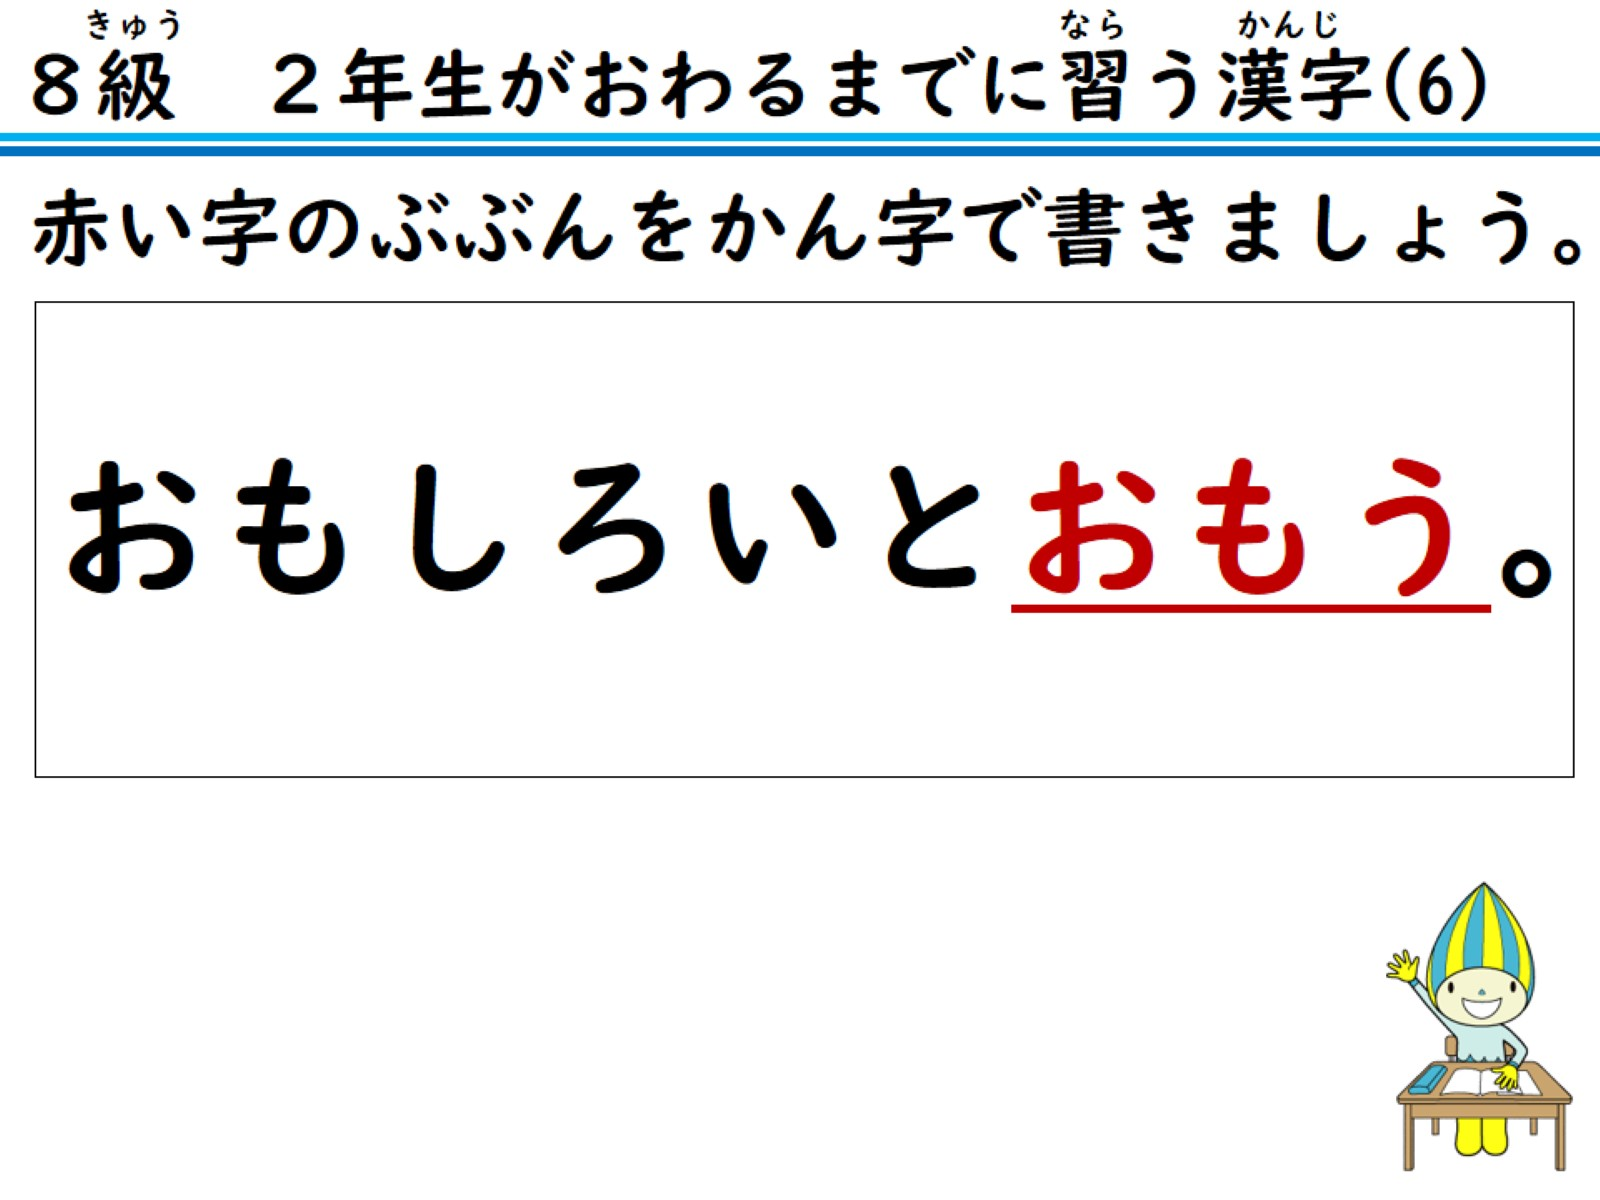 きゅう なら かんじ
８級　２年生がおわるまでに習う漢字(6)
赤い字のぶぶんをかん字で書きましょう。
おもしろいとおもう。